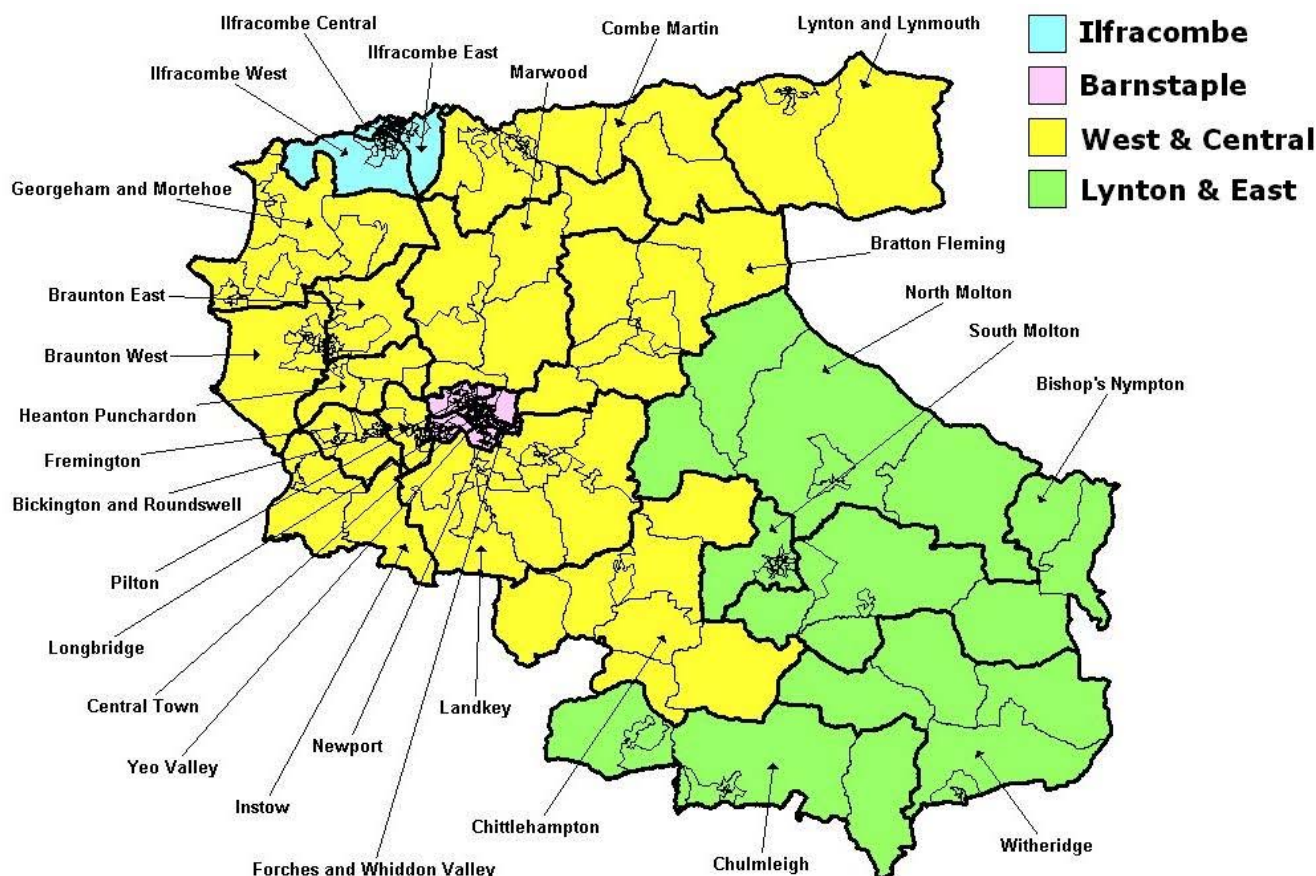 Ilfracombe Central
Ilfracombe West
Ilfracombe East
Marwood
Combe Martin
Lynton and Lynmouth
Ilfracombe
Barnstaple
West & Central
Lynton & East
Georgeham and Mortehoe
Braunton East
Braunton West
Heanton Punchardon
Fremington
Bickington and Roundswell
Pilton
Longbridge
Central Town
Yeo Valley
Instow
Newport
Forches and Whiddon Valley
Landkey
Chittlehampton
Chulmleigh
Witheridge
Bratton Fleming
North Molton
South Molton
Bishop's Nympton